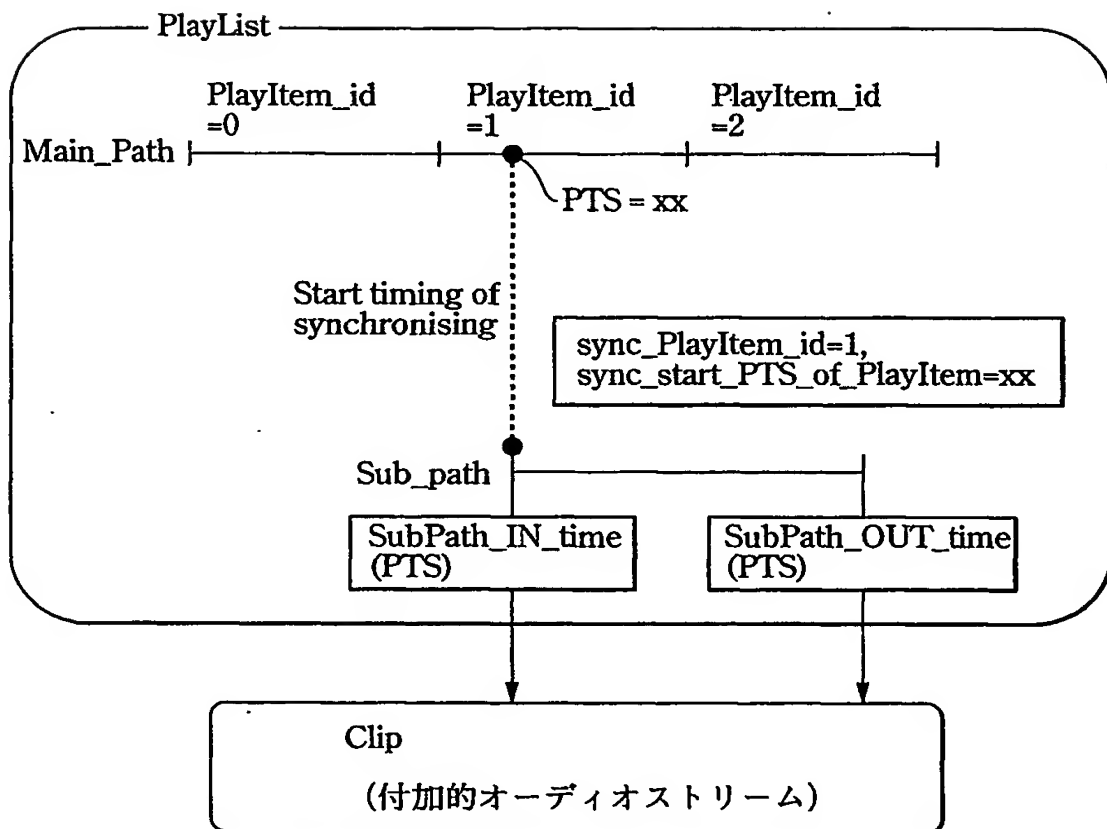 PlayList
PlayItem_id
=0
PlayItem_id
=1
PlayItem_id
=2
Main_Path
PTS = xx
Start timing of
synchronising
sync_PlayItem_id=1,
sync_start_PTS_of_PlayItem=xx
Sub_path
SubPath_IN_time
(PTS)
SubPath_OUT_time
(PTS)
Clip
(付加的オーディオストリーム)